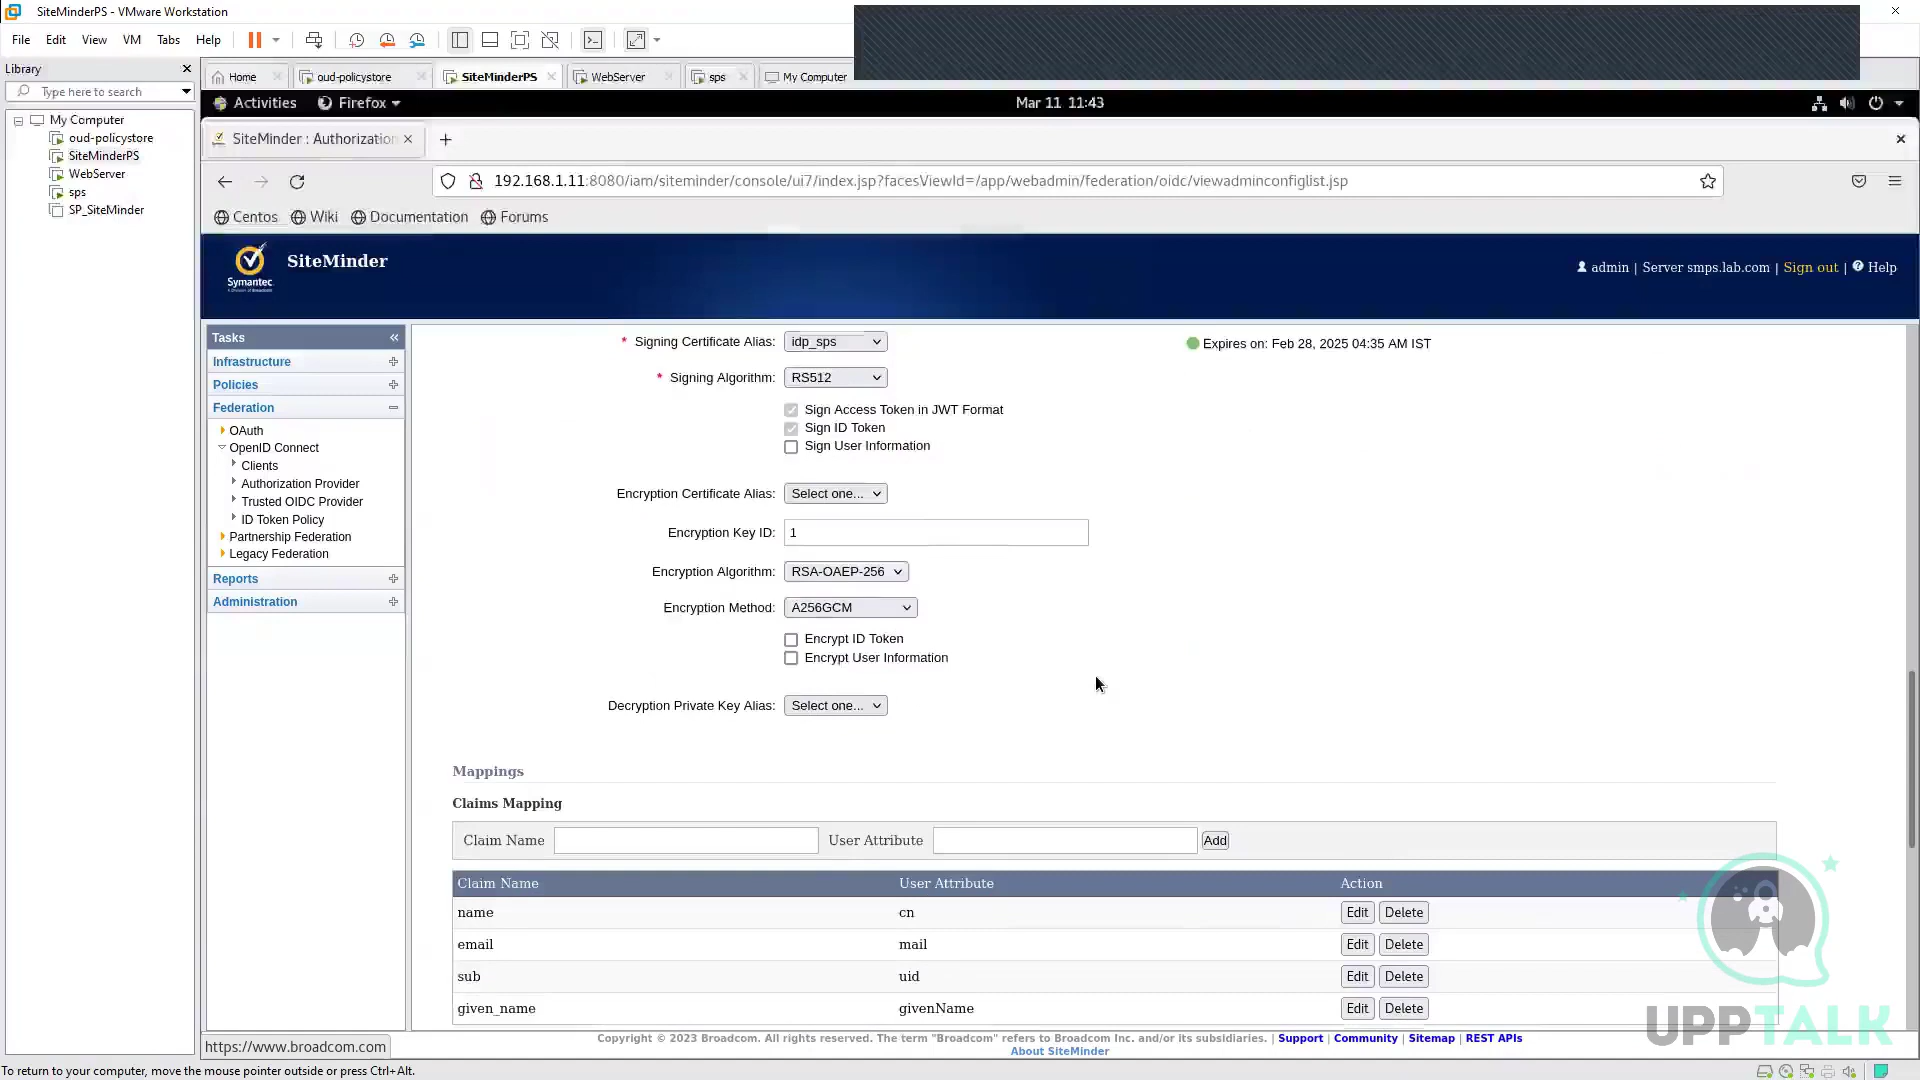 SiteMinderPS - VMware Workstation
File Edit View VM Tabs Help
Library
Type here to search
My Computer
oud-policystore
SiteMinderPS
WebServer
sps
SP_SiteMinder
Home oud-policystore SiteMinderPS WebServer sps My Computer
Activities Firefox Mar 11 11:43
SiteMinder : Authorization
192.168.1.11:8080/iam/siteminder/console/ui7/index.jsp?facesViewId=/app/webadmin/federation/oidc/viewadminconfiglist.jsp
Centos Wiki Documentation Forums
Symantec
SiteMinder
admin | Server smps.lab.com | Sign out | Help
Tasks
Infrastructure
Policies
Federation
OAuth
OpenID Connect
Clients
Authorization Provider
Trusted OIDC Provider
ID Token Policy
Partnership Federation
Legacy Federation
Reports
Administration
* Signing Certificate Alias: idp_sps Expires on: Feb 28, 2025 04:35 AM IST
* Signing Algorithm: RS512
Sign Access Token in JWT Format
Sign ID Token
Sign User Information
Encryption Certificate Alias: Select one...
Encryption Key ID: 1
Encryption Algorithm: RSA-OAEP-256
Encryption Method: A256GCM
Encrypt ID Token
Encrypt User Information
Decryption Private Key Alias: Select one...
Mappings
Claims Mapping
Claim Name User Attribute Add
Claim Name User Attribute Action
name cn Edit Delete
email mail Edit Delete
sub uid Edit Delete
given_name givenName Edit Delete
Copyright © 2023 Broadcom. All rights reserved. The term "Broadcom" refers to Broadcom Inc. and/or its subsidiaries. | Support | Community | Sitemap | REST APIs
About SiteMinder
https://www.broadcom.com
UPPTALK
To return to your computer, move the mouse pointer outside or press Ctrl+Alt.